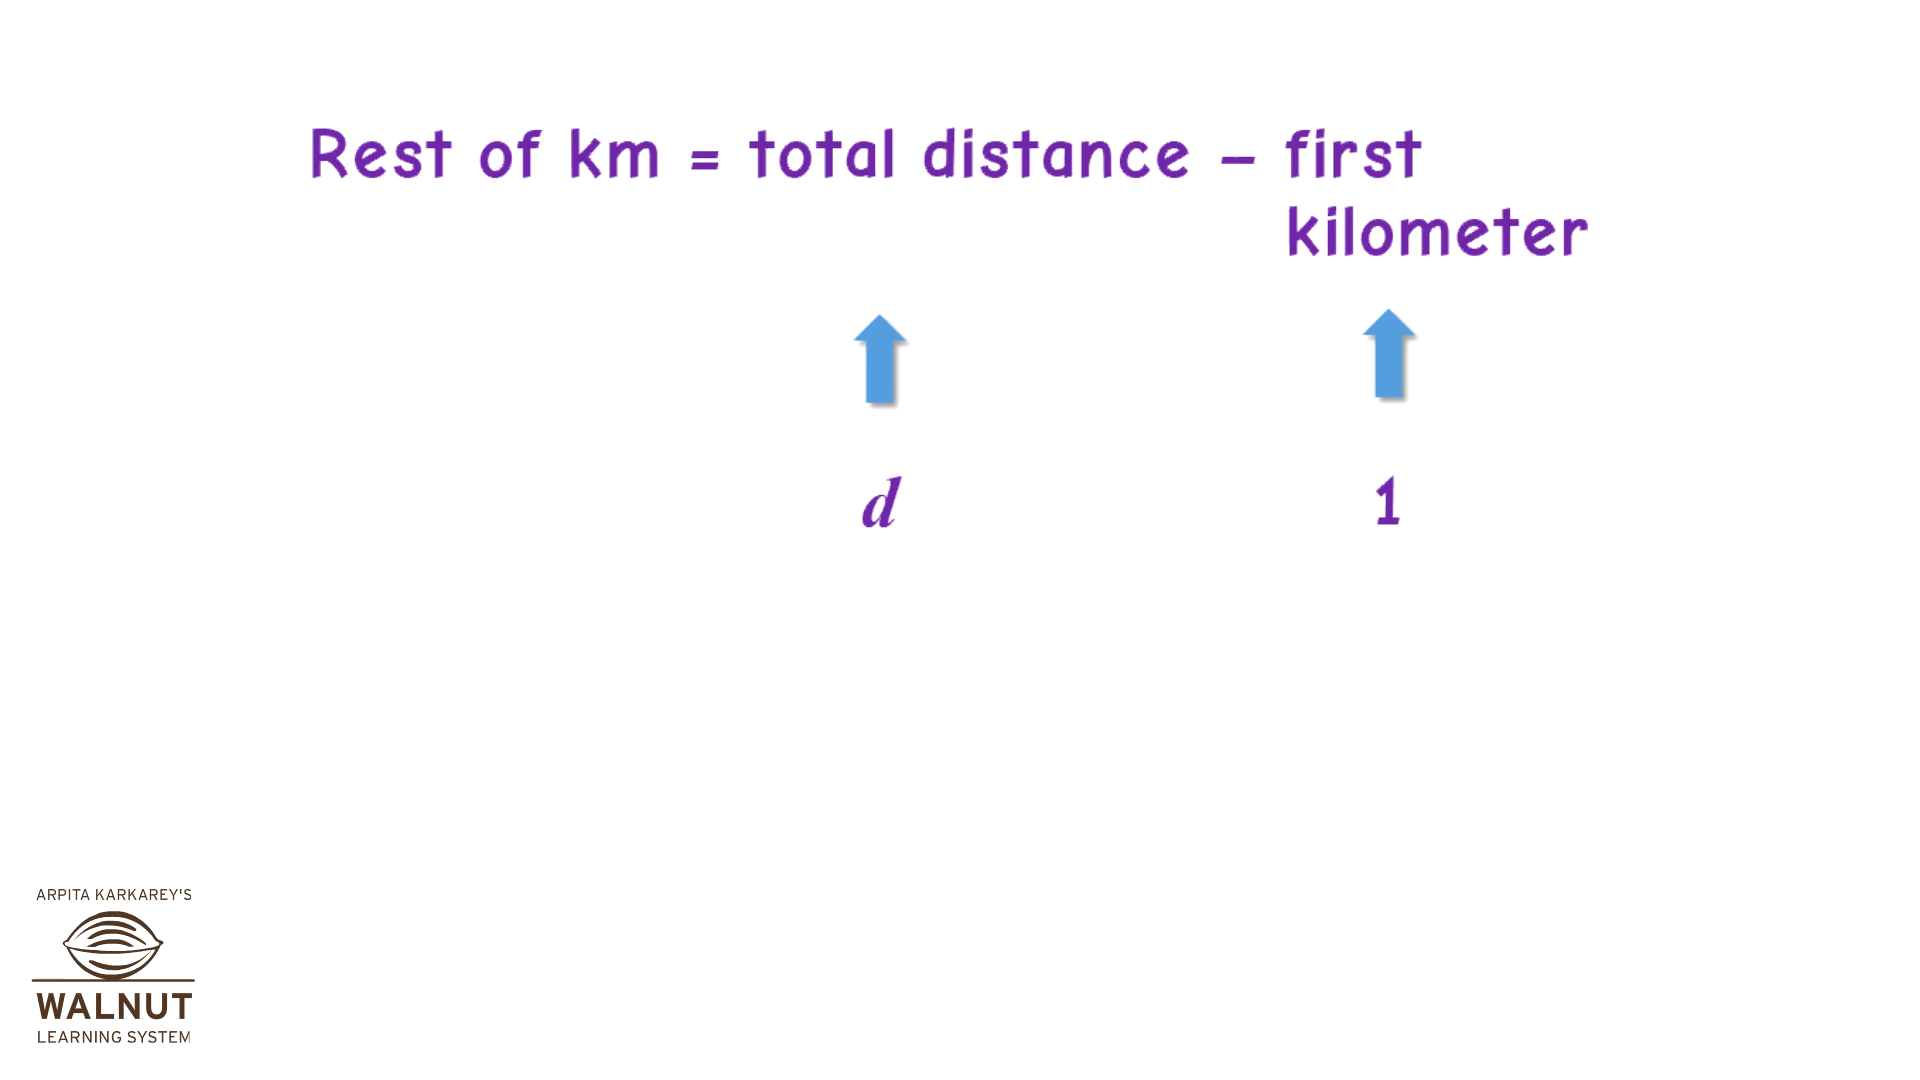 Rest of km = total distance – first
kilometer
d
1
ARPITA KARKAREY'S
WALNUT
LEARNING SYSTEM